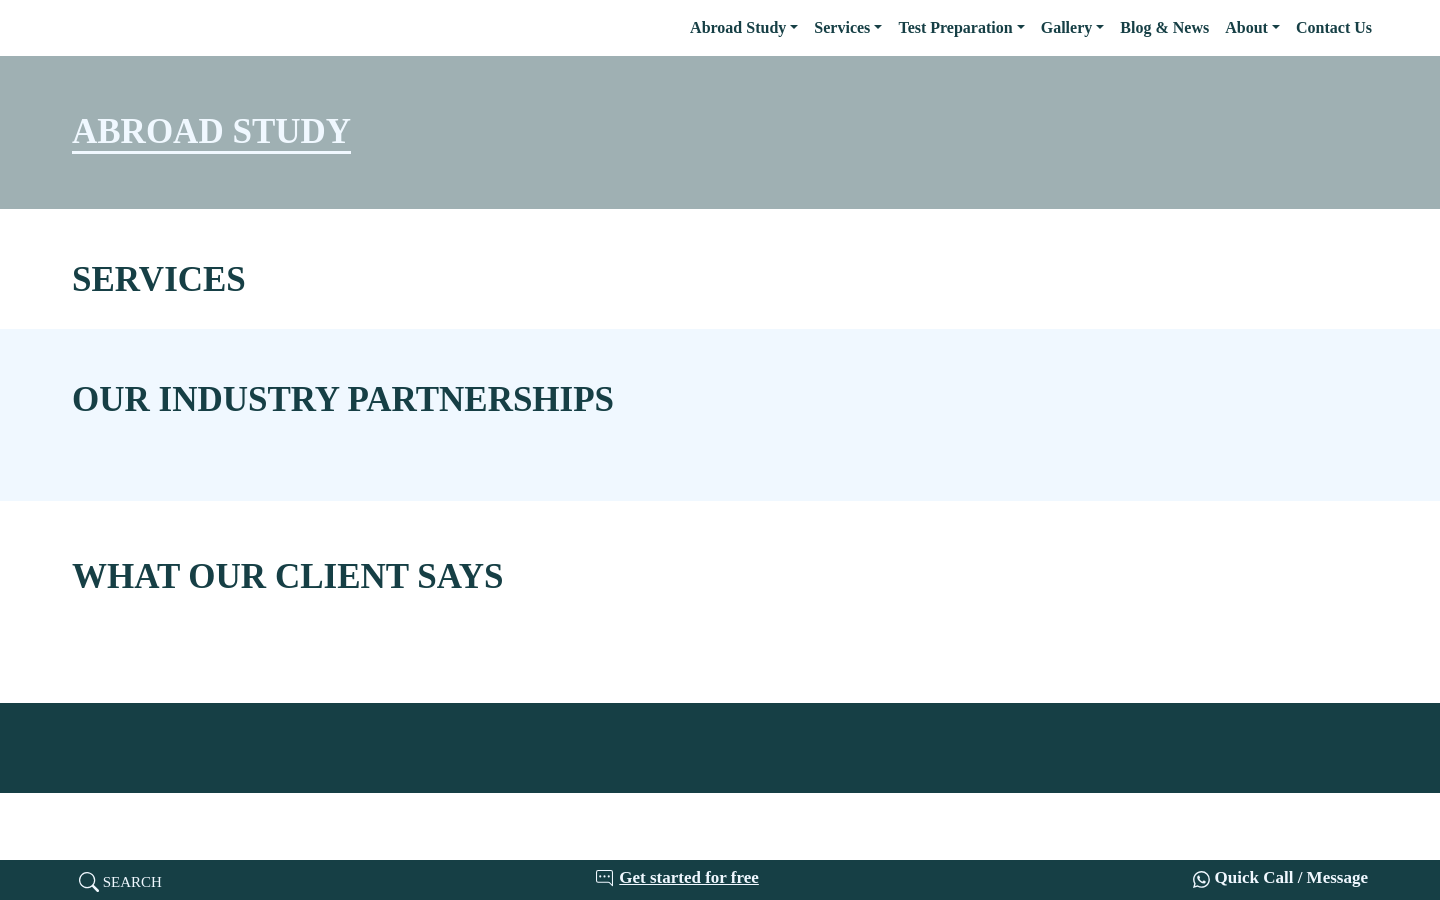 Abroad Study Services Test Preparation Gallery Blog & News About Contact Us
ABROAD STUDY
SERVICES
OUR INDUSTRY PARTNERSHIPS
WHAT OUR CLIENT SAYS
SEARCH Get started for free Quick Call / Message